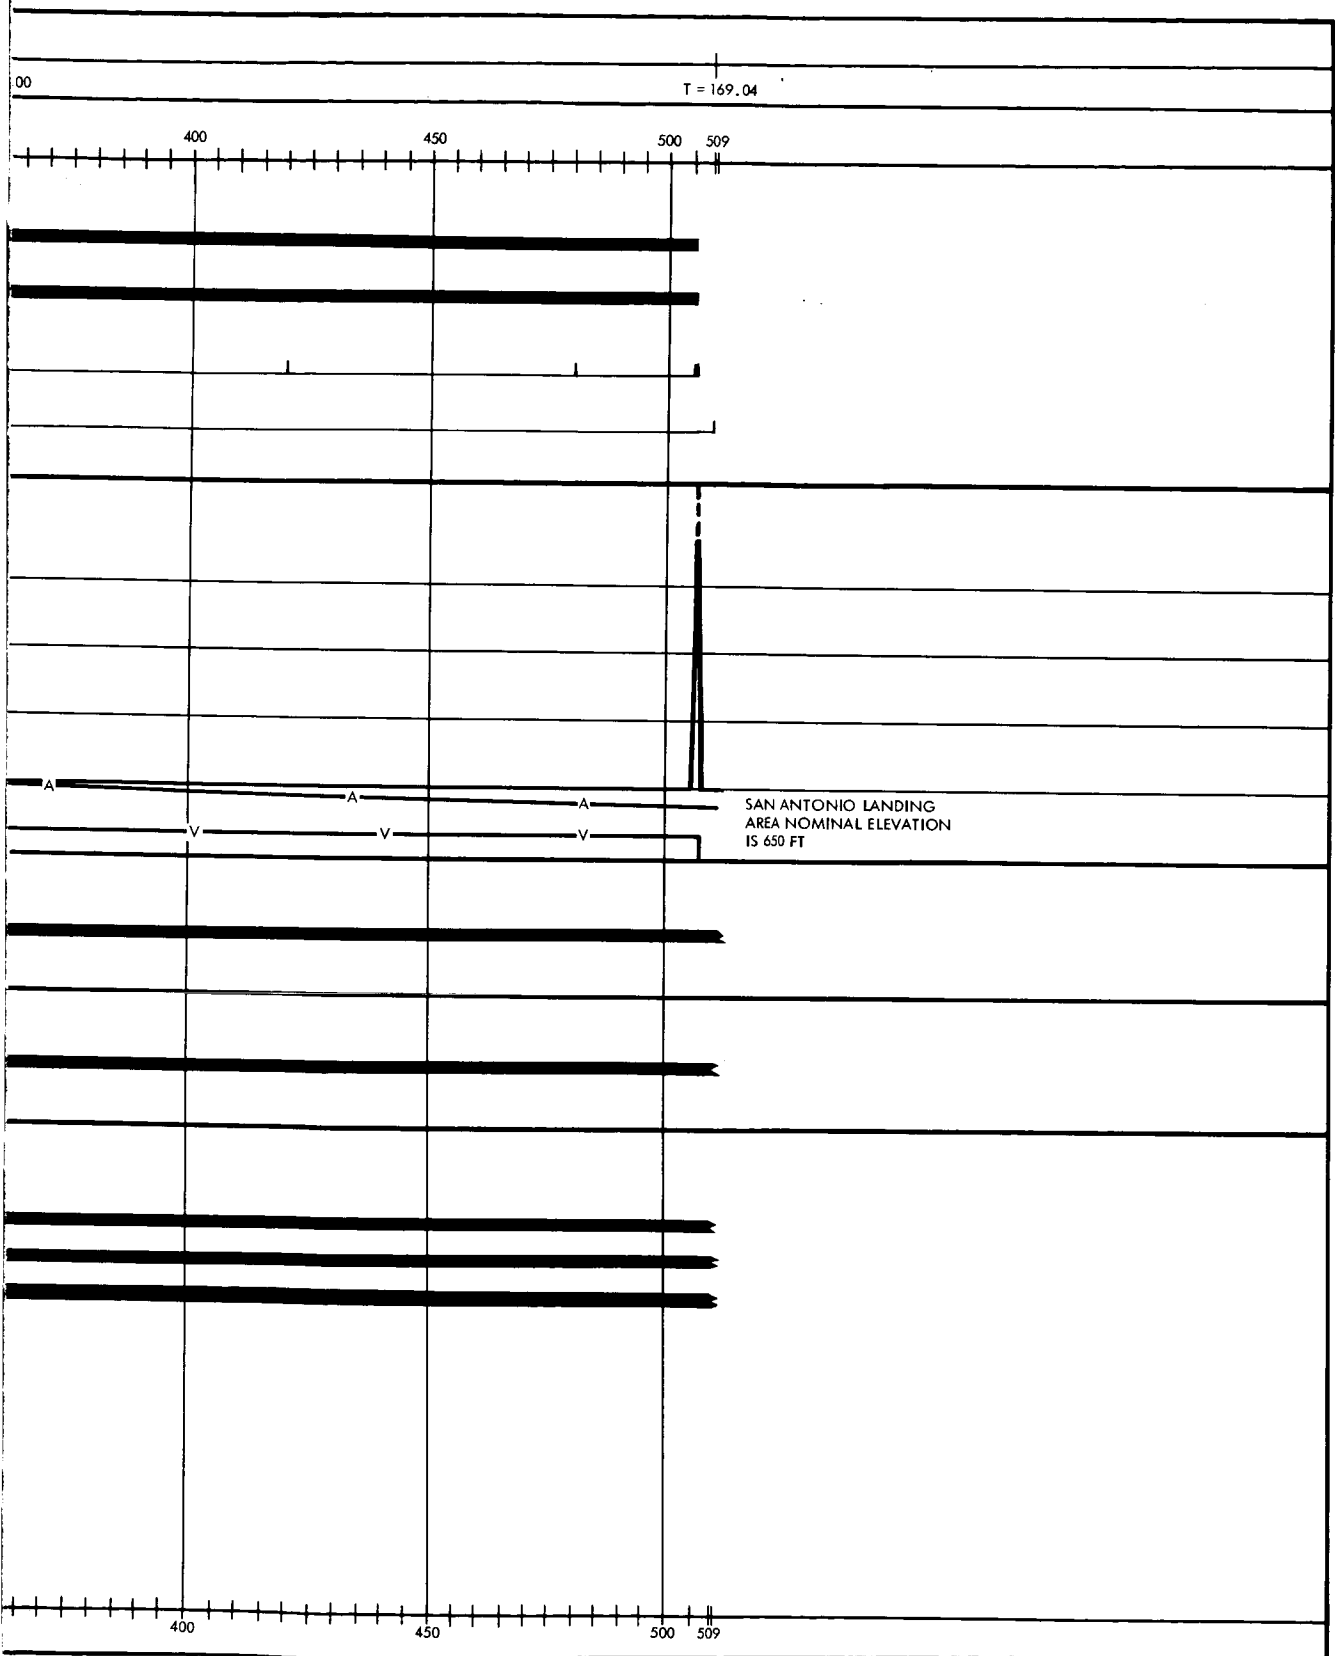 00
T = 169.04
400 450 500 509
A A A
SAN ANTONIO LANDING
AREA NOMINAL ELEVATION
IS 650 FT
V V V
400 450 500 509